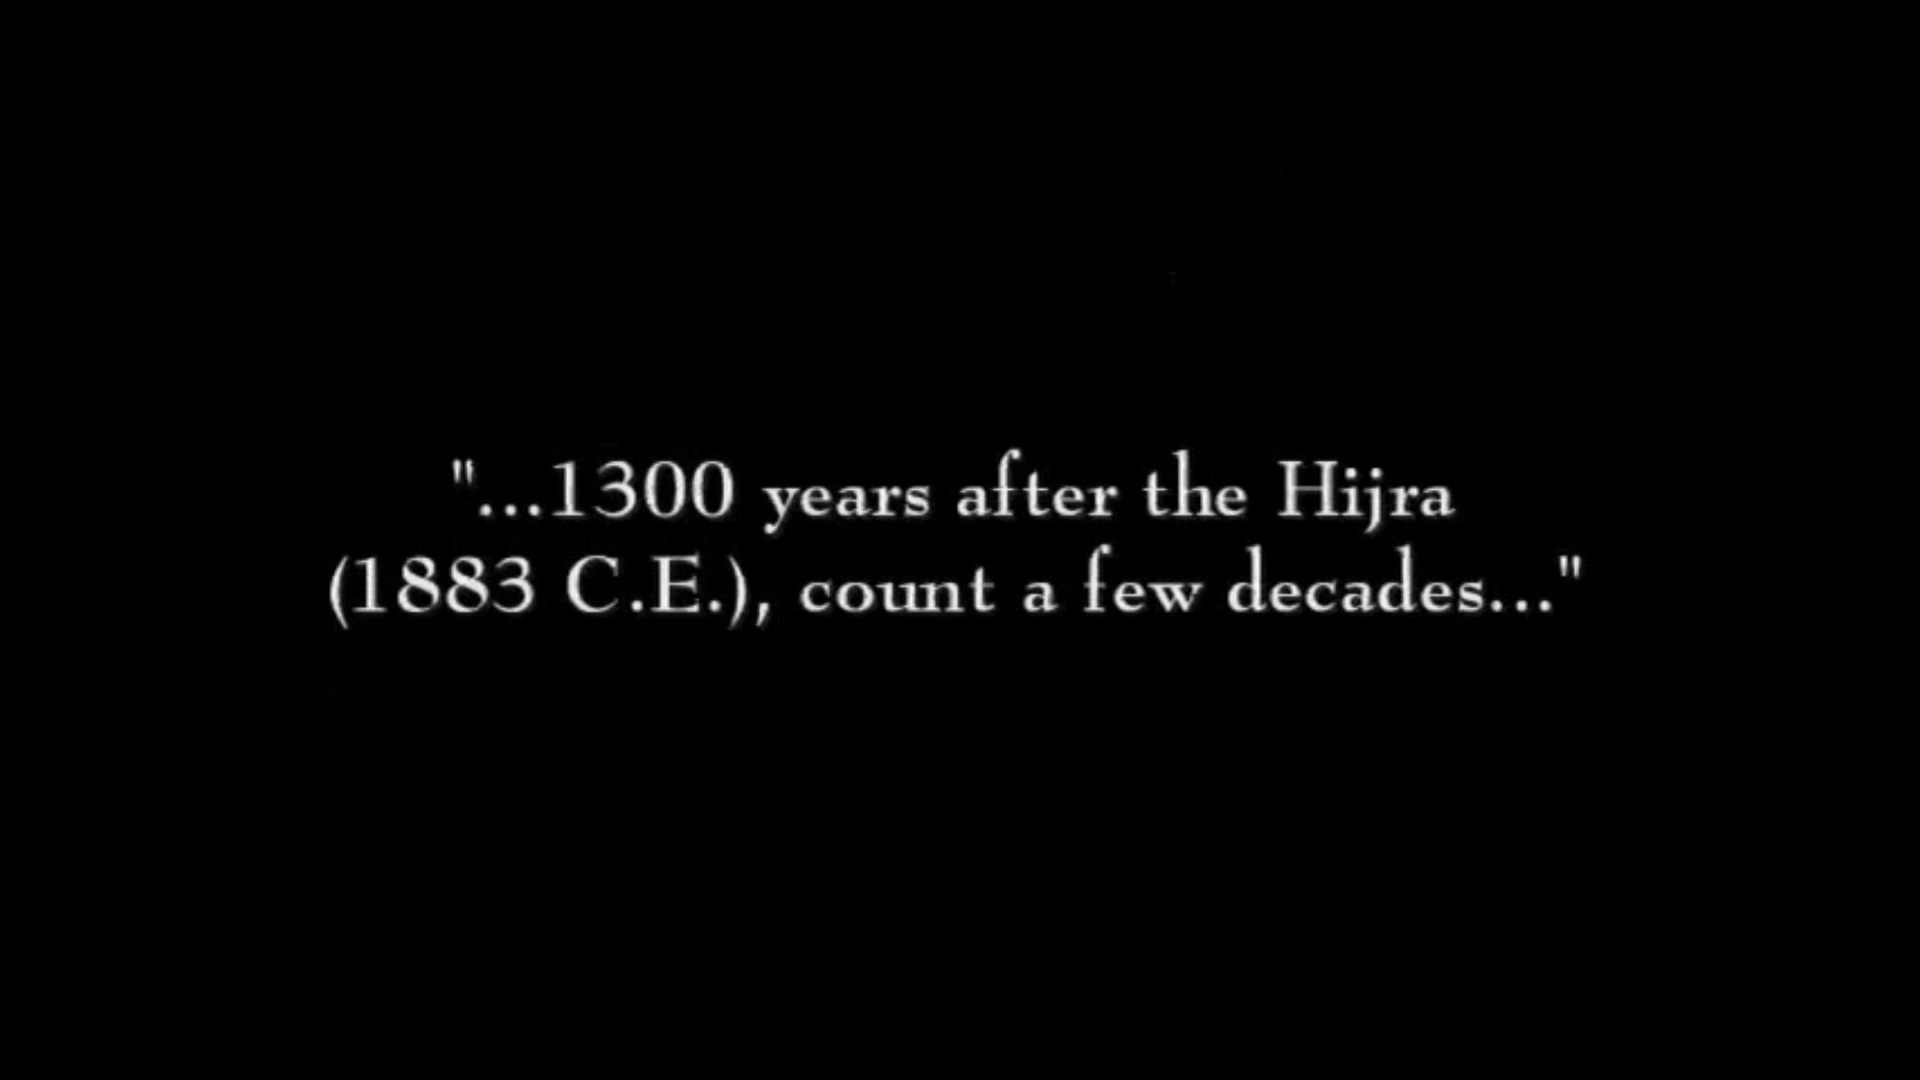 "...1300 years after the Hijra
(1883 C.E.), count a few decades..."